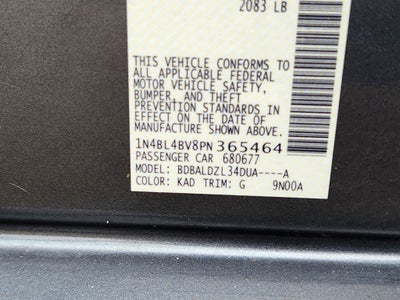 2083 LB
THIS VEHICLE CONFORMS TO
ALL APPLICABLE FEDERAL
MOTOR VEHICLE SAFETY,
BUMPER, AND THEFT
PREVENTION STANDARDS IN
EFFECT ON THE DATE OF
MANUFACTURE SHOWN ABOVE.
1N4BL4BV8PN365464
PASSENGER CAR 680677
MODEL: BDBALDZL34DUA----A
COLOR: KAD TRIM: G 9N00A